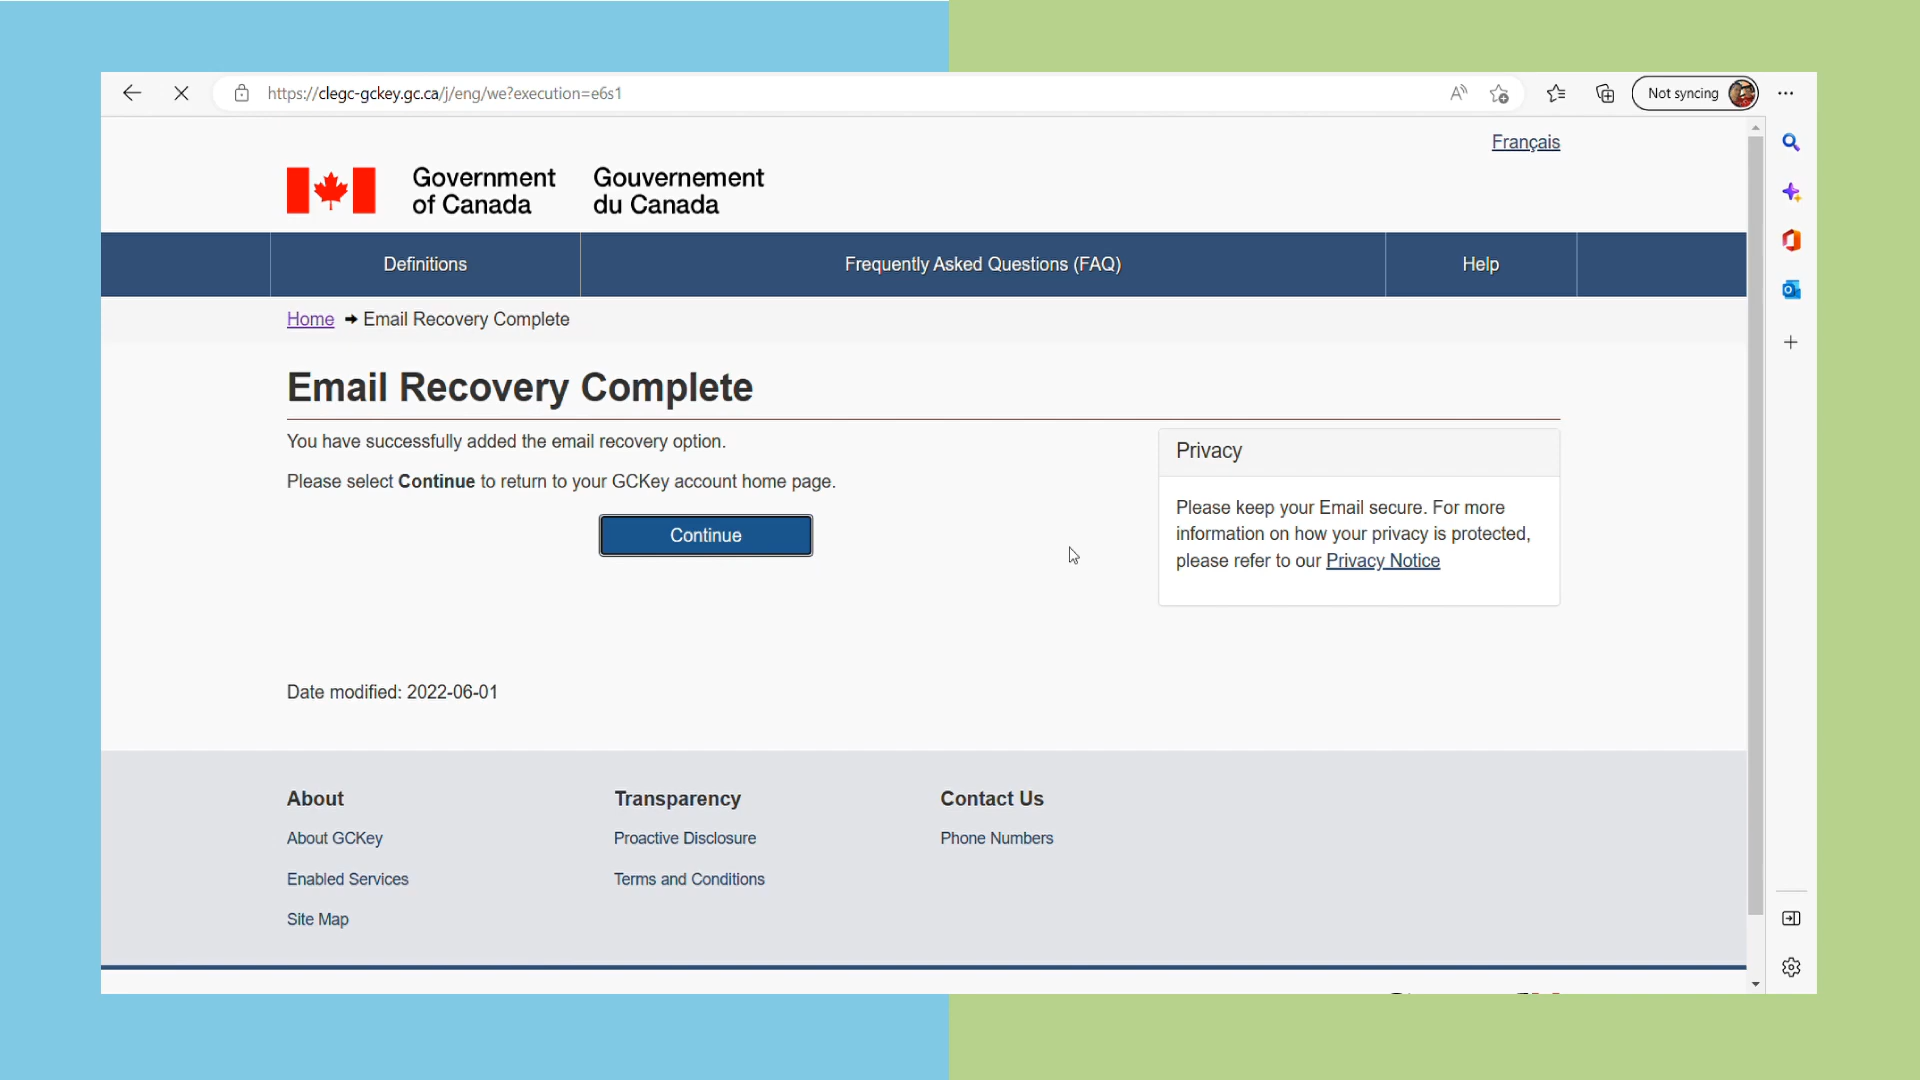 https://clegc-gckey.gc.ca/j/eng/we?execution=e6s1
Not syncing
Français
Government of Canada
Gouvernement du Canada
Definitions
Frequently Asked Questions (FAQ)
Help
Home ➜ Email Recovery Complete
Email Recovery Complete
You have successfully added the email recovery option.
Please select Continue to return to your GCKey account home page.
Continue
Privacy
Please keep your Email secure. For more
information on how your privacy is protected,
please refer to our Privacy Notice
Date modified: 2022-06-01
About
About GCKey
Enabled Services
Site Map
Transparency
Proactive Disclosure
Terms and Conditions
Contact Us
Phone Numbers